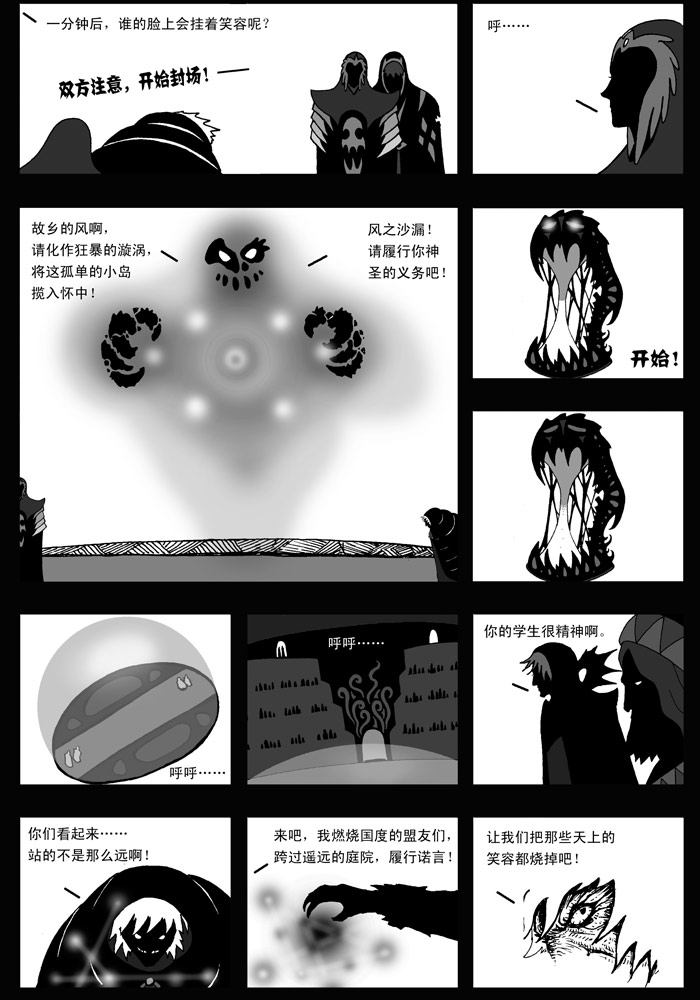 一分钟后，谁的脸上会挂着笑容呢？
双方注意，开始封场！
呼……
故乡的风啊，
请化作狂暴的漩涡，
将这孤单的小岛
揽入怀中！
风之沙漏！
请履行你神
圣的义务吧！
开始！
呼呼……
呼呼……
你的学生很精神啊。
你们看起来……
站的不是那么远啊！
来吧，我燃烧国度的盟友们，
跨过遥远的庭院，履行诺言！
让我们把那些天上的
笑容都烧掉吧！